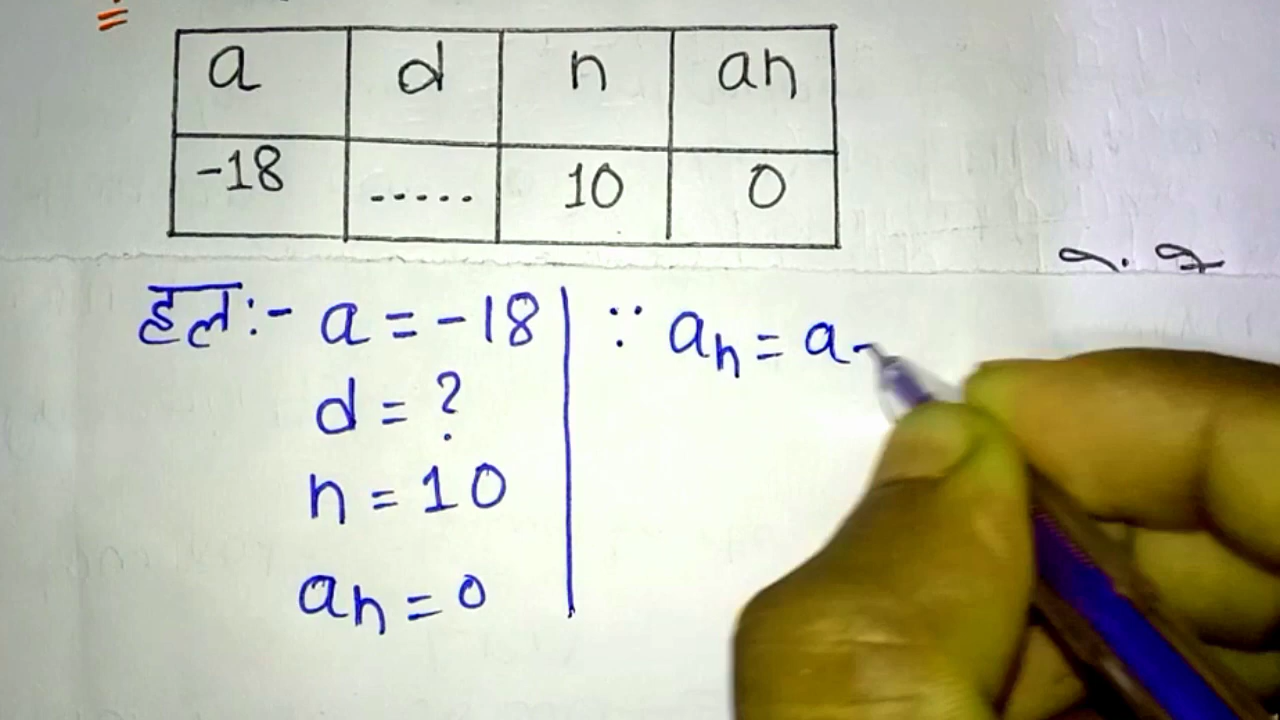 a d n an
-18 ..... 10 0
हल:- a = -18 ∵ an = a
d = ?
n = 10
an = 0